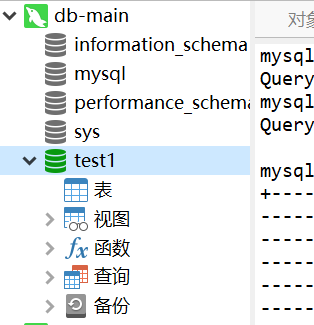 db-main
information_schema
mysql
performance_schema
sys
test1
表
视图
函数
查询
备份
对象
mysql
Query
mysql
Query
mysql
+----
-----
-----
-----
-----